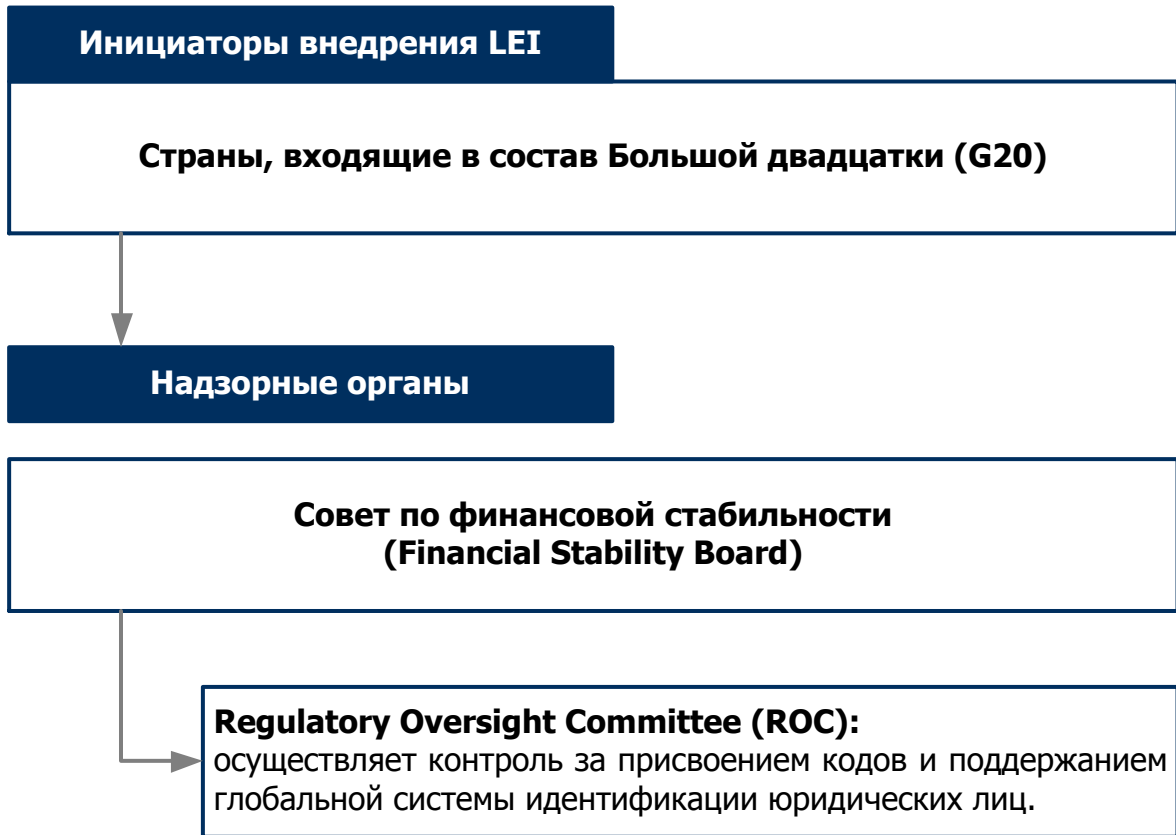 Инициаторы внедрения LEI
Страны, входящие в состав Большой двадцатки (G20)
Надзорные органы
Совет по финансовой стабильности
(Financial Stability Board)
Regulatory Oversight Committee (ROC):
осуществляет контроль за присвоением кодов и поддержанием
глобальной системы идентификации юридических лиц.